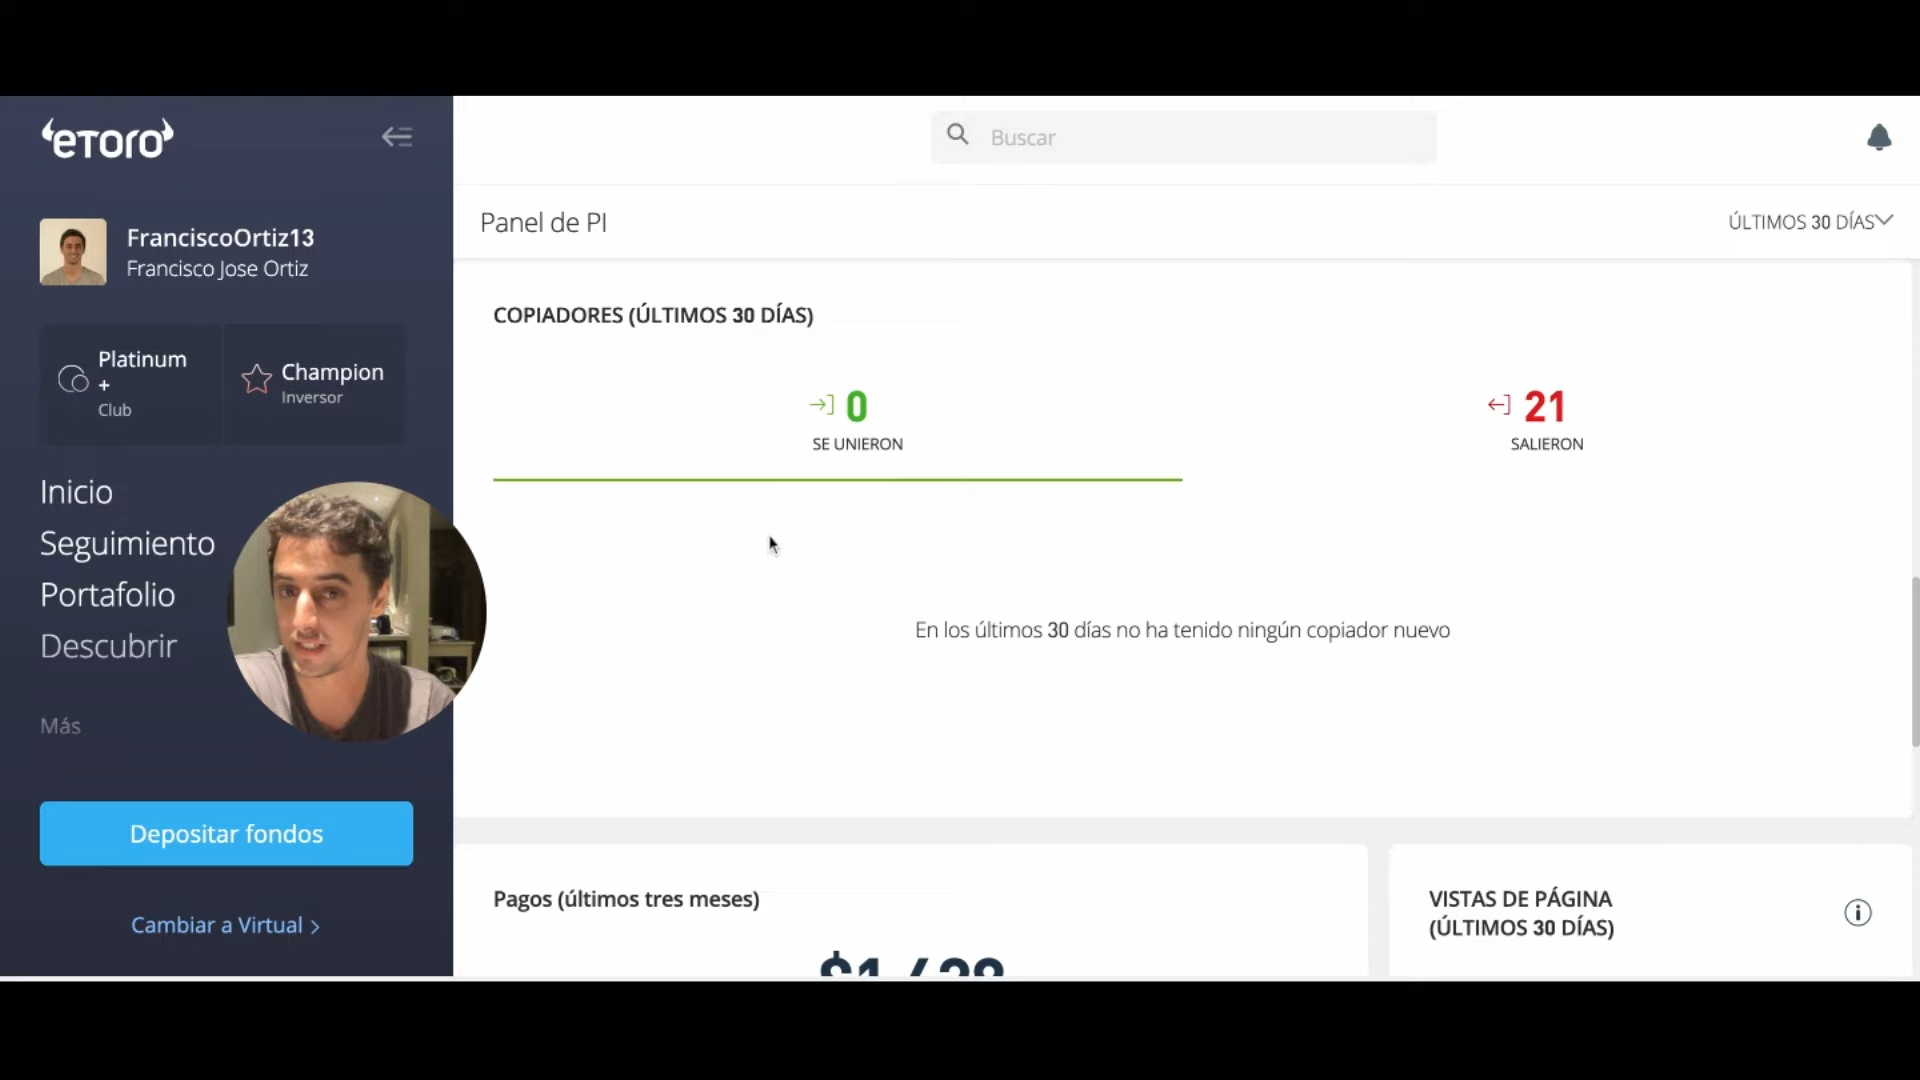 eToro
Buscar
FranciscoOrtiz13
Francisco Jose Ortiz
Platinum
+
Club
Champion
Inversor
Inicio
Seguimiento
Portafolio
Descubrir
Más
Depositar fondos
Cambiar a Virtual >
Panel de PI
ÚLTIMOS 30 DÍAS
COPIADORES (ÚLTIMOS 30 DÍAS)
0
SE UNIERON
21
SALIERON
En los últimos 30 días no ha tenido ningún copiador nuevo
Pagos (últimos tres meses)
VISTAS DE PÁGINA
(ÚLTIMOS 30 DÍAS)